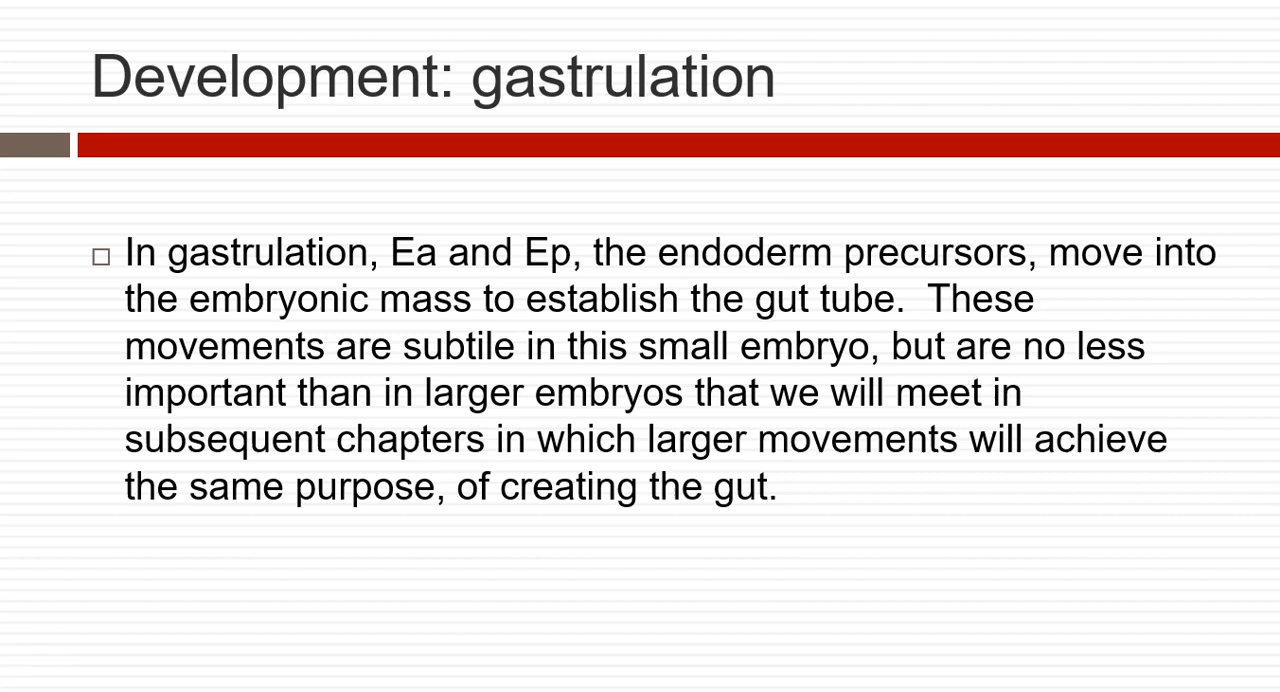 Development: gastrulation
In gastrulation, Ea and Ep, the endoderm precursors, move into
the embryonic mass to establish the gut tube.  These
movements are subtile in this small embryo, but are no less
important than in larger embryos that we will meet in
subsequent chapters in which larger movements will achieve
the same purpose, of creating the gut.